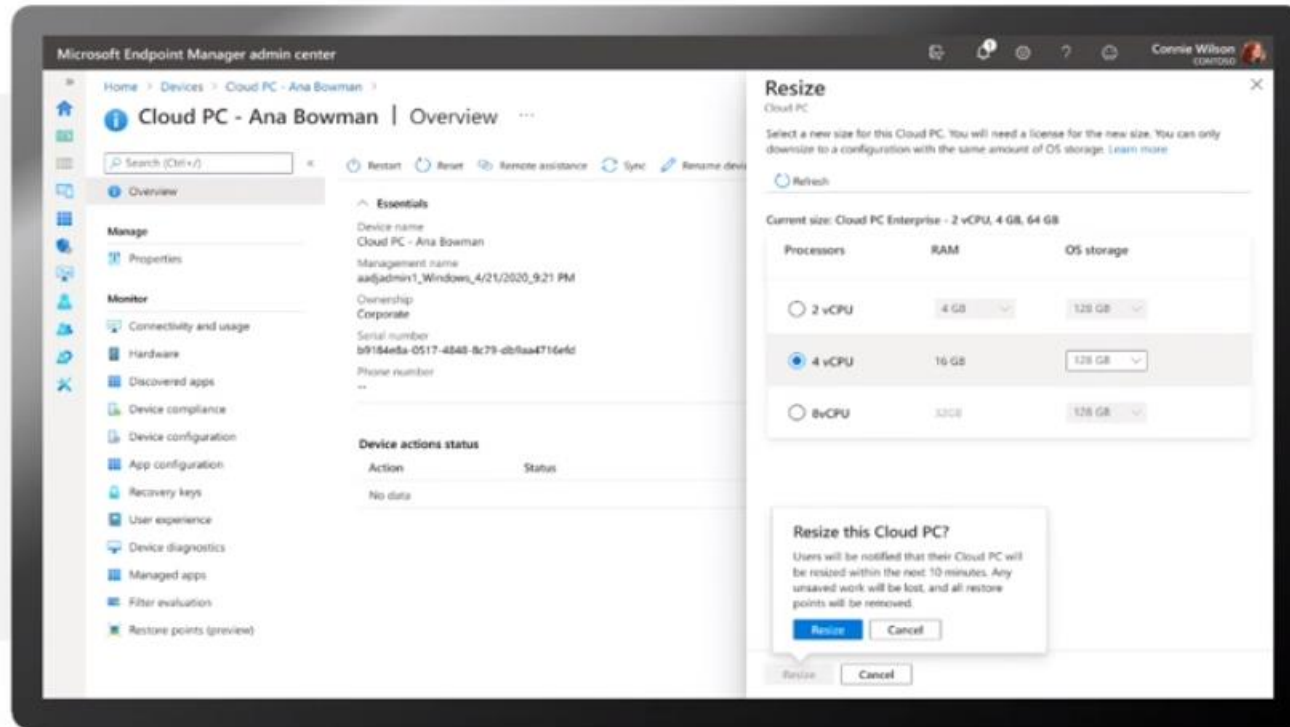 Microsoft Endpoint Manager admin center
Connie Wilson
CONTOSO
1
Home > Devices > Cloud PC - Ana Bowman >
Cloud PC - Ana Bowman | Overview ...
Search (Ctrl+/)
«
Overview
Manage
Properties
Monitor
Connectivity and usage
Hardware
Discovered apps
Device compliance
Device configuration
App configuration
Recovery keys
User experience
Device diagnostics
Managed apps
Filter evaluation
Restore points (preview)
Restart Reset Remote assistance Sync Rename devi
Essentials
Device name
Cloud PC - Ana Bowman
Management name
aadjadmin1_Windows_4/21/2020_9:21 PM
Ownership
Corporate
Serial number
Phone number
--
Device actions status
Action Status
No data
Resize
Cloud PC
Select a new size for this Cloud PC. You will need a license for the new size. You can only
downsize to a configuration with the same amount of OS storage. Learn more
Refresh
Current size: Cloud PC Enterprise - 2 vCPU, 4 GB, 64 GB
Processors RAM OS storage
2 vCPU 4 GB 128 GB
4 vCPU 16 GB 128 GB
8vCPU 32GB 128 GB
Resize this Cloud PC?
Users will be notified that their Cloud PC will
be resized within the next 10 minutes. Any
unsaved work will be lost, and all restore
points will be removed.
Resize Cancel
Resize Cancel